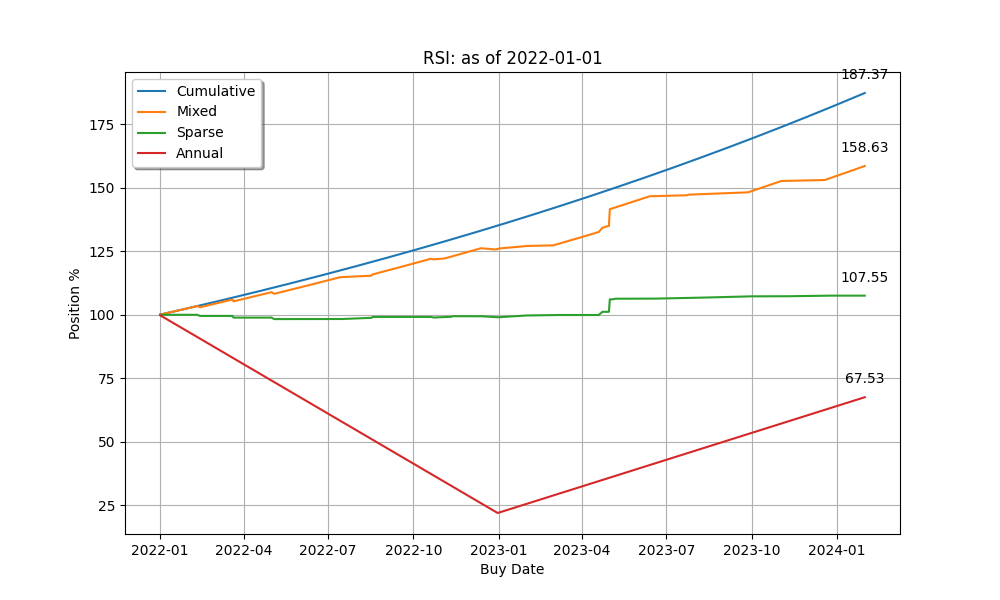 RSI: as of 2022-01-01
187.37
Cumulative
Mixed
Sparse
Annual
158.63
107.55
67.53
175
150
125
100
75
50
25
Position %
2022-01 2022-04 2022-07 2022-10 2023-01 2023-04 2023-07 2023-10 2024-01
Buy Date